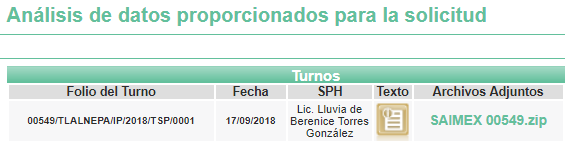 Análisis de datos proporcionados para la solicitud
Turnos
Folio del Turno Fecha SPH Texto Archivos Adjuntos
00549/TLALNEPA/IP/2018/TSP/0001 17/09/2018 Lic. Lluvia de Berenice Torres González SAIMEX 00549.zip